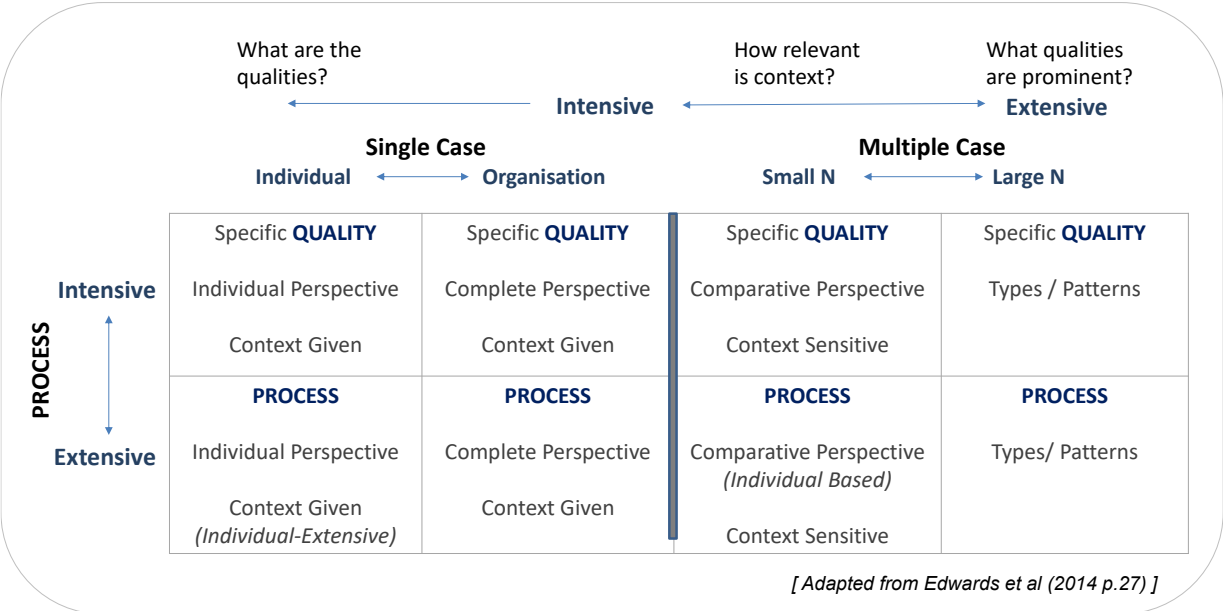 What are the
qualities?
How relevant
is context?
What qualities
are prominent?
Intensive
Extensive
Single Case
Multiple Case
Individual
Organisation
Small N
Large N
PROCESS
Intensive
Extensive
Specific QUALITY
Individual Perspective
Context Given
Specific QUALITY
Complete Perspective
Context Given
Specific QUALITY
Comparative Perspective
Context Sensitive
Specific QUALITY
Types / Patterns
PROCESS
Individual Perspective
Context Given
(Individual-Extensive)
PROCESS
Complete Perspective
Context Given
PROCESS
Comparative Perspective
(Individual Based)
Context Sensitive
PROCESS
Types/ Patterns
[ Adapted from Edwards et al (2014 p.27) ]